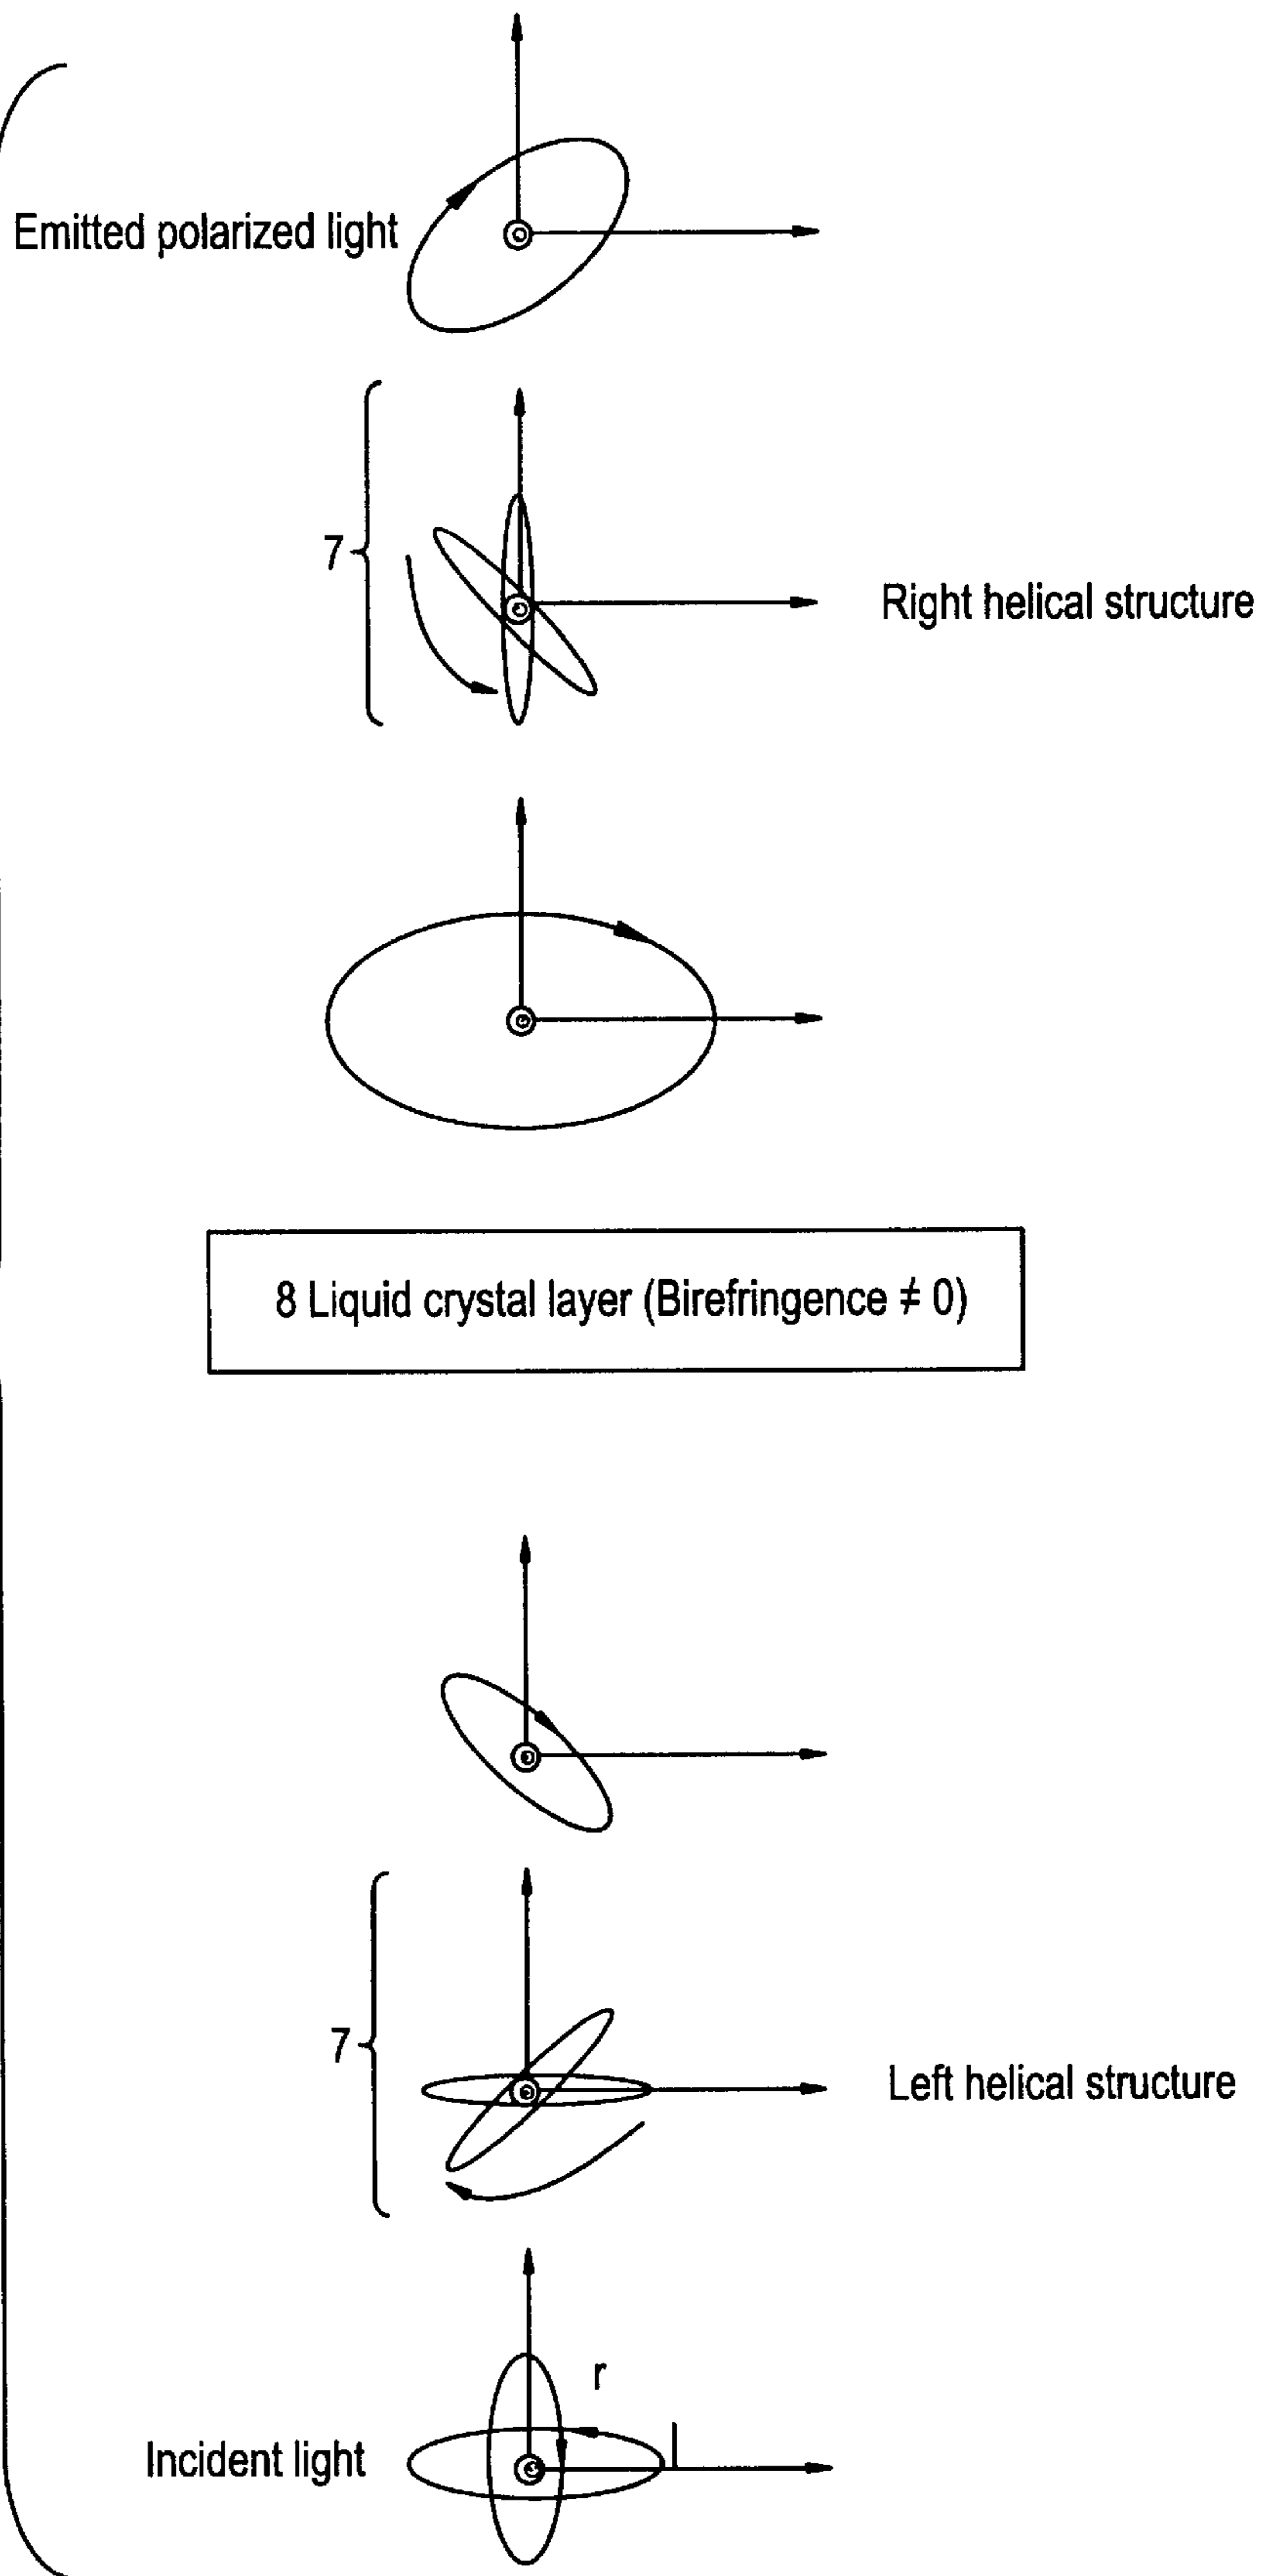 Emitted polarized light
7
Right helical structure
8 Liquid crystal layer (Birefringence ≠ 0)
7
Left helical structure
r
l
Incident light